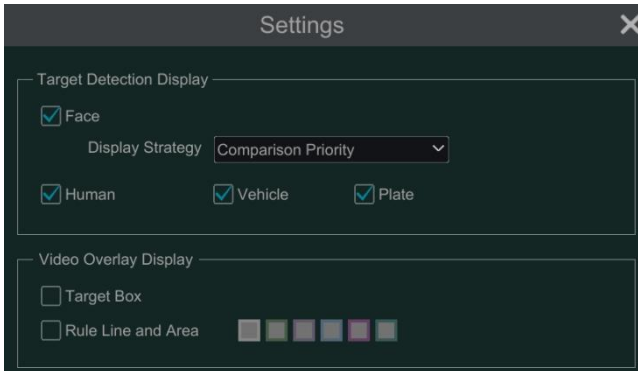 Settings
Target Detection Display
Face
Display Strategy Comparison Priority
Human Vehicle Plate
Video Overlay Display
Target Box
Rule Line and Area